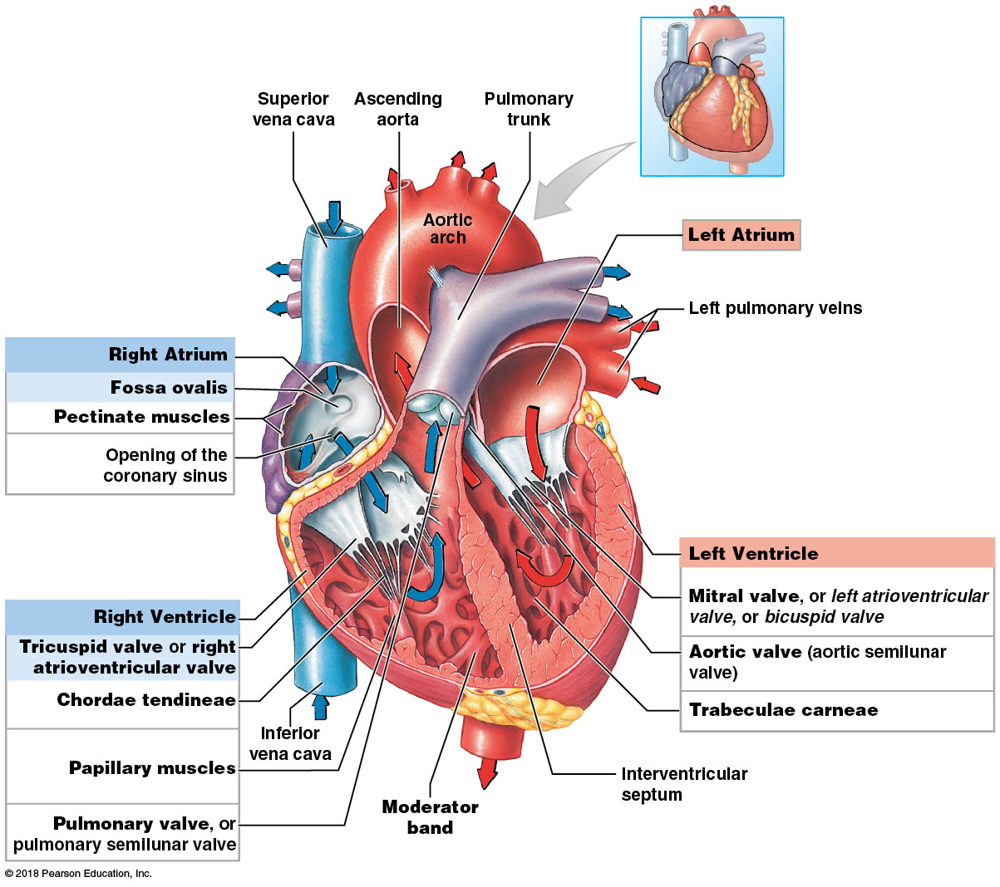 Superior
vena cava
Ascending
aorta
Pulmonary
trunk
Aortic
arch
Left Atrium
Left pulmonary veins
Right Atrium
Fossa ovalis
Pectinate muscles
Opening of the
coronary sinus
Left Ventricle
Mitral valve, or left atrioventricular
valve, or bicuspid valve
Aortic valve (aortic semilunar
valve)
Trabeculae carneae
Right Ventricle
Tricuspid valve or right
atrioventricular valve
Chordae tendineae
Papillary muscles
Pulmonary valve, or
pulmonary semilunar valve
Inferior
vena cava
Moderator
band
Interventricular
septum
© 2018 Pearson Education, Inc.